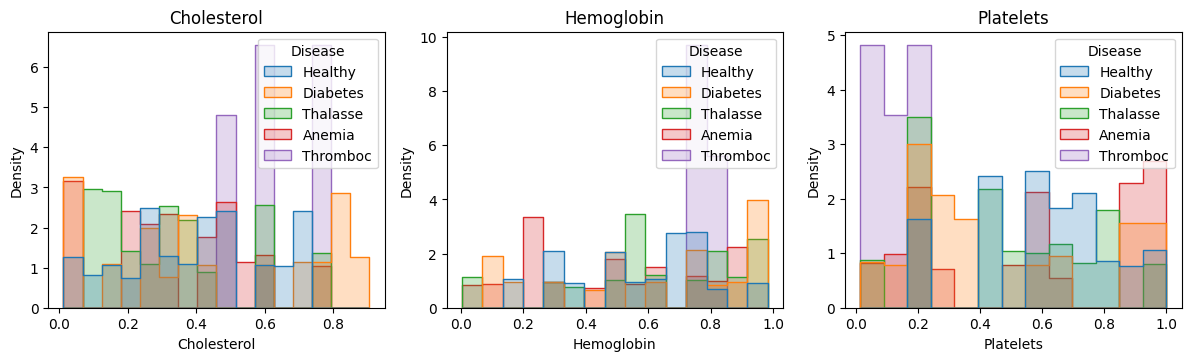 Cholesterol
Density
6
5
4
3
2
1
0
0.0 0.2 0.4 0.6 0.8
Cholesterol
Disease
Healthy
Diabetes
Thalasse
Anemia
Thromboc
Hemoglobin
Density
10
8
6
4
2
0
0.0 0.2 0.4 0.6 0.8 1.0
Hemoglobin
Disease
Healthy
Diabetes
Thalasse
Anemia
Thromboc
Platelets
Density
5
4
3
2
1
0
0.0 0.2 0.4 0.6 0.8 1.0
Platelets
Disease
Healthy
Diabetes
Thalasse
Anemia
Thromboc